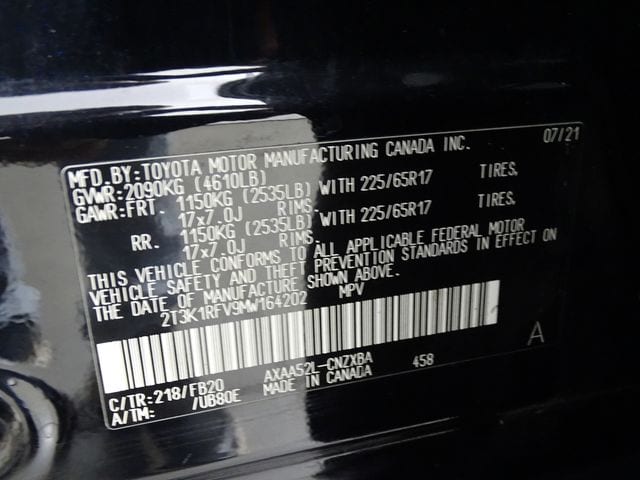 MFD.BY:TOYOTA MOTOR MANUFACTURING CANADA INC. 07/21
GVWR:2090KG (4610LB)
GAWR:FRT. 1150KG (2535LB) WITH 225/65R17 TIRES,
17x7.0J RIMS,
RR. 1150KG (2535LB) WITH 225/65R17 TIRES,
17x7.0J RIMS.
THIS VEHICLE CONFORMS TO ALL APPLICABLE FEDERAL MOTOR
VEHICLE SAFETY AND THEFT PREVENTION STANDARDS IN EFFECT ON
THE DATE OF MANUFACTURE SHOWN ABOVE.
2T3K1RFV9MW164202 MPV
A
C/TR:218/FB20 AXAA52L-CNZXBA 458
A/TM: /UB80E MADE IN CANADA